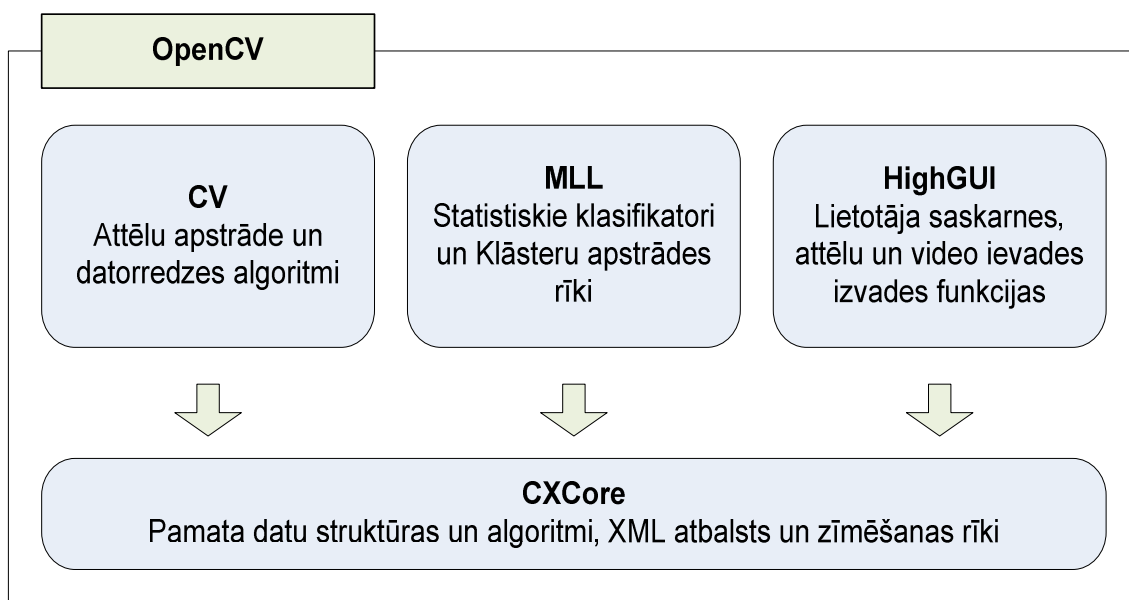 OpenCV
CV
Attēlu apstrāde un
datorredzes algoritmi
MLL
Statistiskie klasifikatori
un Klāsteru apstrādes
rīki
HighGUI
Lietotāja saskarnes,
attēlu un video ievades
izvades funkcijas
CXCore
Pamata datu struktūras un algoritmi, XML atbalsts un zīmēšanas rīki